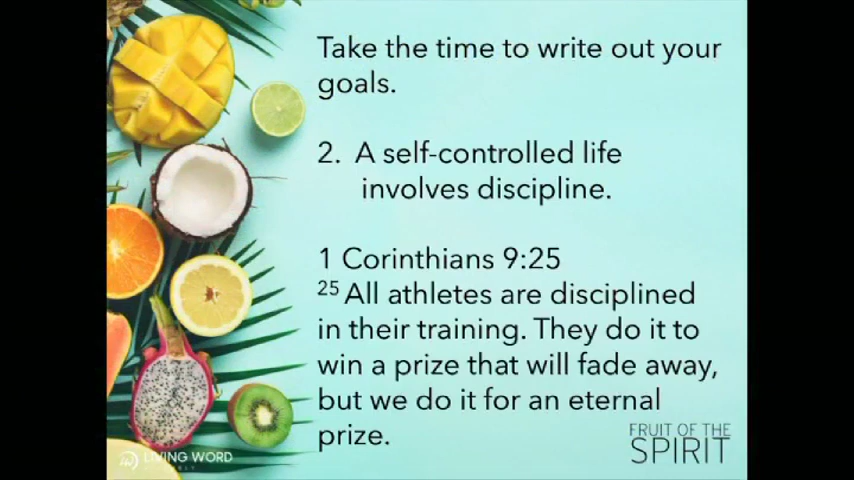 Take the time to write out your
goals.
2. A self-controlled life
involves discipline.
1 Corinthians 9:25
25 All athletes are disciplined
in their training. They do it to
win a prize that will fade away,
but we do it for an eternal
prize.
FRUIT OF THE
SPIRIT
LIVING WORD